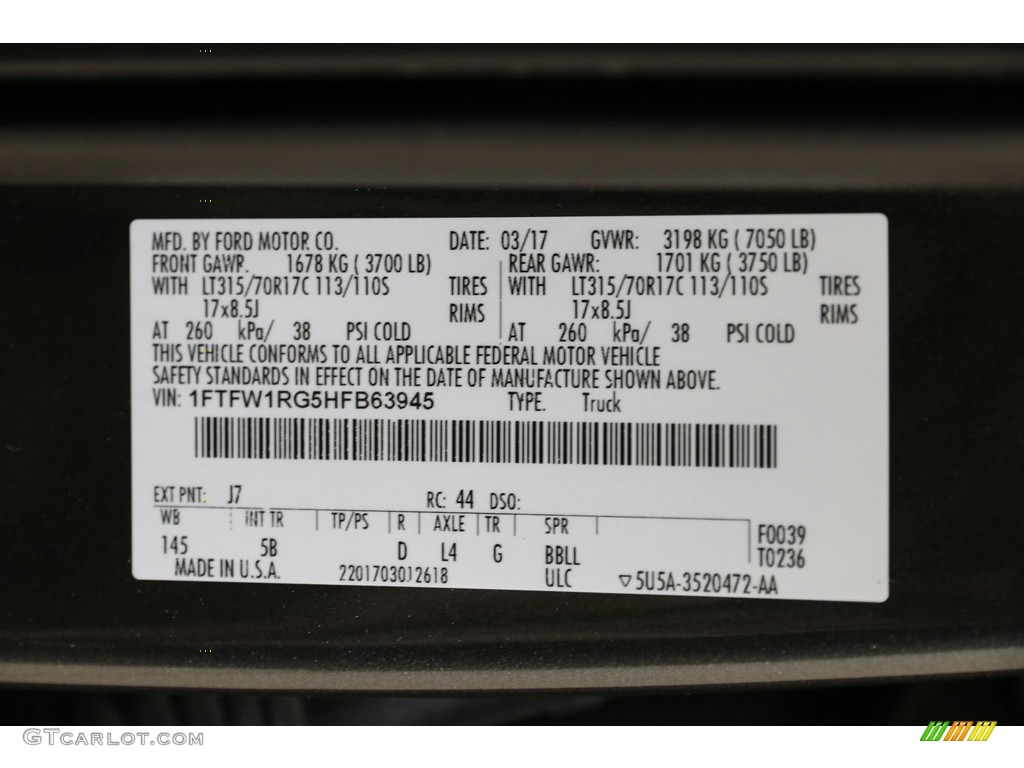 MFD. BY FORD MOTOR CO. DATE: 03/17 GVWR: 3198 KG ( 7050 LB)
FRONT GAWR. 1678 KG ( 3700 LB) REAR GAWR: 1701 KG ( 3750 LB)
WITH LT315/70R17C 113/110S TIRES WITH LT315/70R17C 113/110S TIRES
17x8.5J RIMS 17x8.5J RIMS
AT 260 kPa/ 38 PSI COLD AT 260 kPa/ 38 PSI COLD
THIS VEHICLE CONFORMS TO ALL APPLICABLE FEDERAL MOTOR VEHICLE
SAFETY STANDARDS IN EFFECT ON THE DATE OF MANUFACTURE SHOWN ABOVE.
VIN: 1FTFW1RG5HFB63945 TYPE. Truck
EXT PNT: J7 RC: 44 DSO:
WB INT TR TP/PS R AXLE TR SPR F0039
145 5B D L4 G BBLL T0236
MADE IN U.S.A. 2201703012618 ULC ▽5U5A-3520472-AA
GTCARLOT.COM